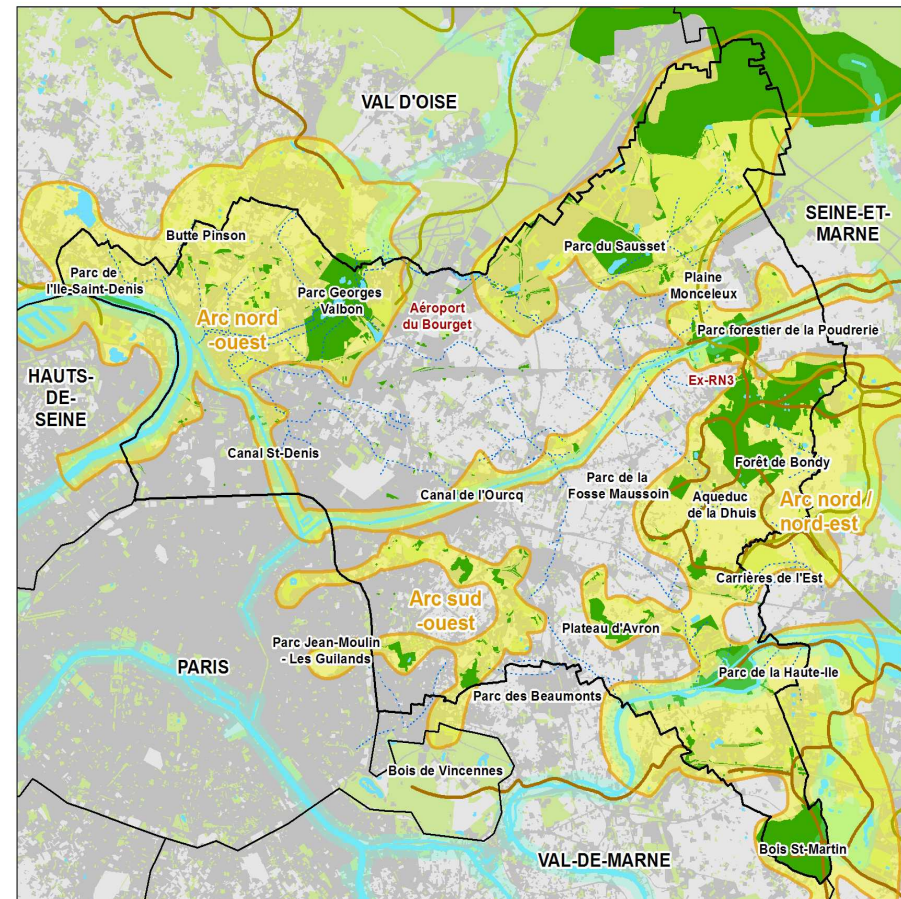 VAL D'OISE
SEINE-ET-
MARNE
Butte Pinson
Parc du Sausset
Parc de
l'Ile-Saint-Denis
Plaine
Monceleux
Parc Georges
Valbon
Aéroport
du Bourget
Arc nord
-ouest
Parc forestier de la Poudrerie
HAUTS-
DE-
SEINE
Ex-RN3
Canal St-Denis
Forêt de Bondy
Parc de la
Fosse Maussoin
Canal de l'Ourcq
Aqueduc
de la Dhuis
Arc nord /
nord-est
Carrières de l'Est
Arc sud
-ouest
Plateau d'Avron
Parc Jean-Moulin
- Les Guilands
PARIS
Parc de la Haute-Ile
Parc des Beaumonts
Bois de Vincennes
Bois St-Martin
VAL-DE-MARNE